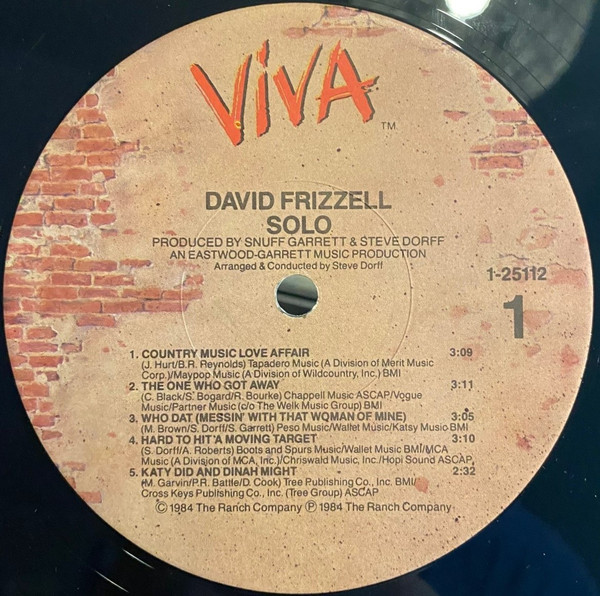 ViVA
TM
DAVID FRIZZELL
SOLO
PRODUCED BY SNUFF GARRETT & STEVE DORFF
AN EASTWOOD-GARRETT MUSIC PRODUCTION
Arranged & Conducted by Steve Dorff
1-25112
1
1. COUNTRY MUSIC LOVE AFFAIR 3:09
(J. Hurt/B.R. Reynolds) Tapadero Music (A Division of Merit Music
Corp.)/Maypop Music (A Division of Wildcountry, Inc.) BMI
2. THE ONE WHO GOT AWAY 3:11
(C. Black/S. Bogard/R. Bourke) Chappell Music ASCAP/Vogue
Music/Partner Music (c/o The Welk Music Group) BMI
3. WHO DAT (MESSIN' WITH THAT WOMAN OF MINE) 3:05
(M. Brown/S. Dorff/S. Garrett) Peso Music/Wallet Music/Katsy Music BMI
4. HARD TO HIT A MOVING TARGET 3:10
(S. Dorff/A. Roberts) Boots and Spurs Music/Wallet Music BMI/MCA
Music (A Division of MCA, Inc.)/Chriswald Music, Inc./Hopi Sound ASCAP
5. KATY DID AND DINAH MIGHT 2:32
(M. Garvin/P.R. Battle/D. Cook) Tree Publishing Co., Inc. BMI/
Cross Keys Publishing Co., Inc. (Tree Group) ASCAP
© 1984 The Ranch Company ℗ 1984 The Ranch Company